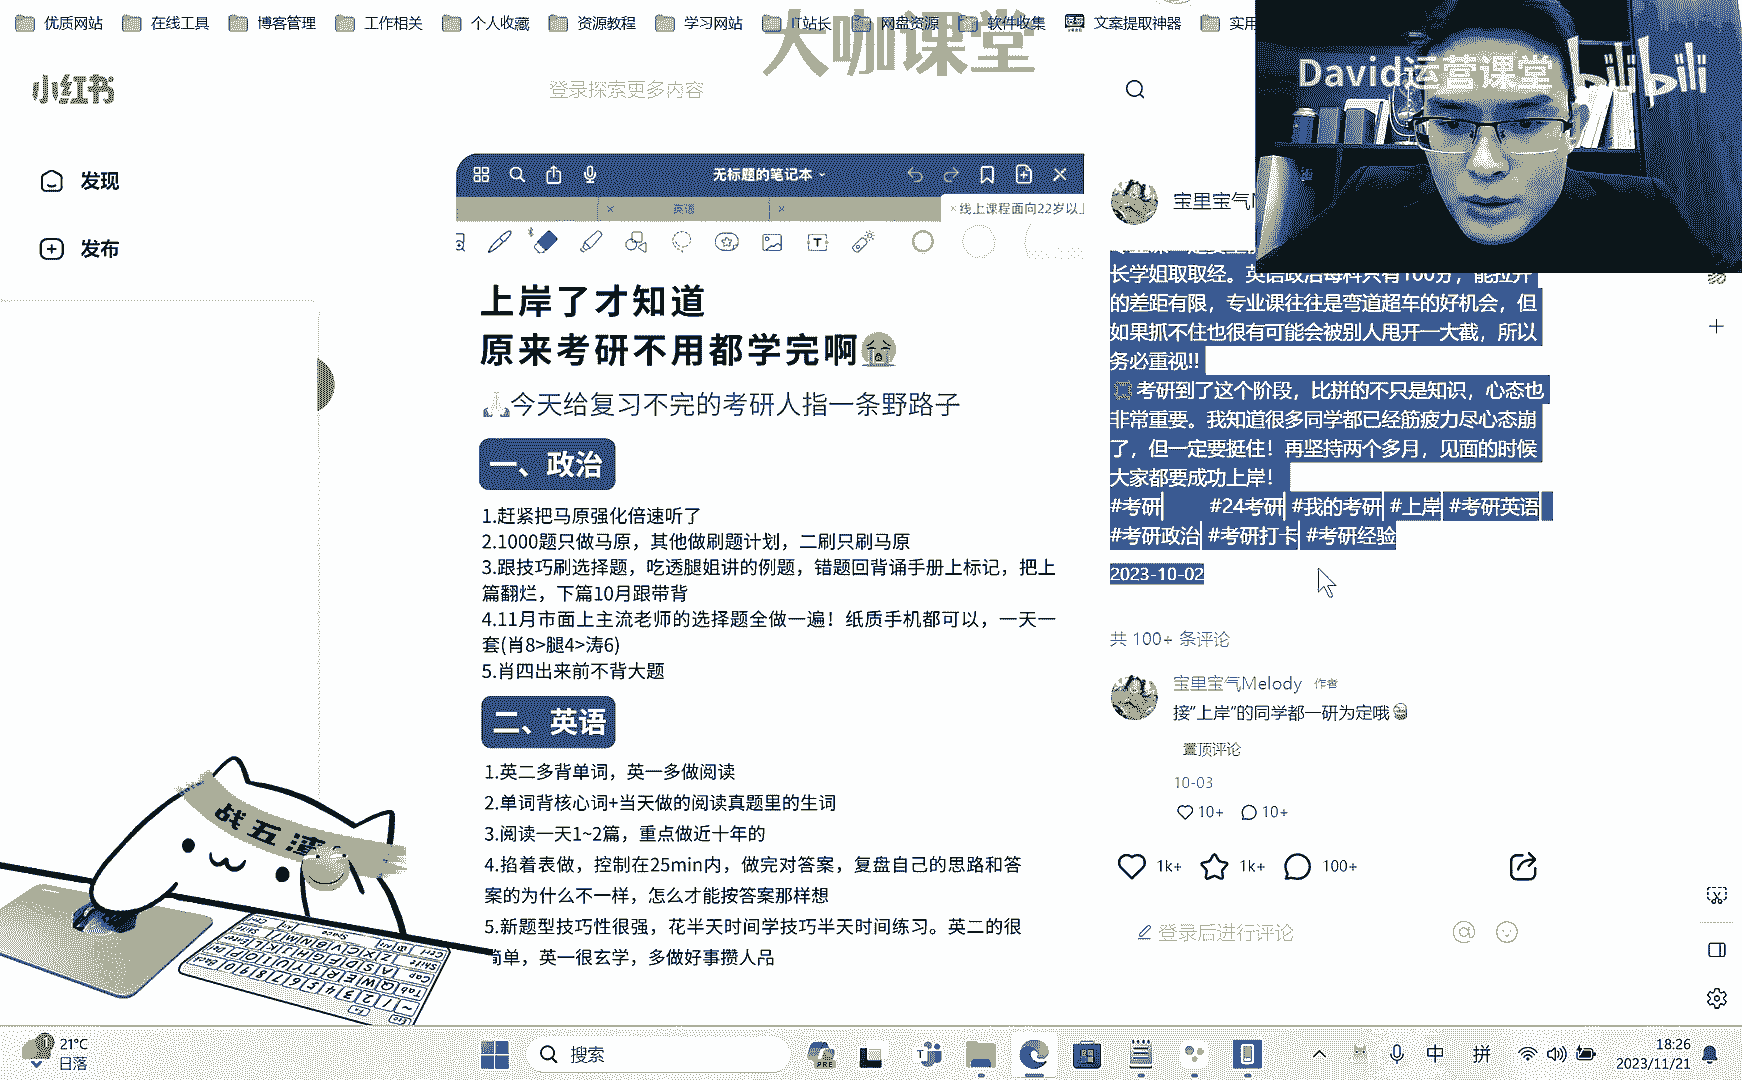 优质网站 在线工具 博客管理 工作相关 个人收藏 资源教程 学习网站 IT站长 网盘资源 软件收集 文案提取神器 实用
大咖课堂
David运营课堂 bilibili
小红书
登录探索更多内容
发现
发布
无标题的笔记本
英语
线上课程面向22岁以上
上岸了才知道
原来考研不用都学完啊😭
🙏今天给复习不完的考研人指一条野路子
一、政治
1.赶紧把马原强化倍速听了
2.1000题只做马原，其他做刷题计划，二刷只刷马原
3.跟技巧刷选择题，吃透腿姐讲的例题，错题回背诵手册上标记，把上
篇翻烂，下篇10月跟带背
4.11月市面上主流老师的选择题全做一遍！纸质手机都可以，一天一
套(肖8>腿4>涛6)
5.肖四出来前不背大题
二、英语
1.英二多背单词，英一多做阅读
2.单词背核心词+当天做的阅读真题里的生词
3.阅读一天1~2篇，重点做近十年的
4.掐着表做，控制在25min内，做完对答案，复盘自己的思路和答
案的为什么不一样，怎么才能按答案那样想
5.新题型技巧性很强，花半天时间学技巧半天时间练习。英二的很
简单，英一很玄学，多做好事攒人品
宝里宝气
长学姐取取经。英语政治每科只有100分，能拉开
的差距有限，专业课往往是弯道超车的好机会，但
如果抓不住也很有可能会被别人甩开一大截，所以
务必重视!!
考研到了这个阶段，比拼的不只是知识，心态也
非常重要。我知道很多同学都已经筋疲力尽心态崩
了，但一定要挺住！再坚持两个多月，见面的时候
大家都要成功上岸！
#考研 #24考研 #我的考研 #上岸 #考研英语
#考研政治 #考研打卡 #考研经验
2023-10-02
共 100+ 条评论
宝里宝气Melody 作者
接“上岸”的同学都一研为定哦
置顶评论
10-03
10+ 10+
1k+ 1k+ 100+
登录后进行评论
21°C
日落
搜索
PRE
中 拼
18:26
2023/11/21